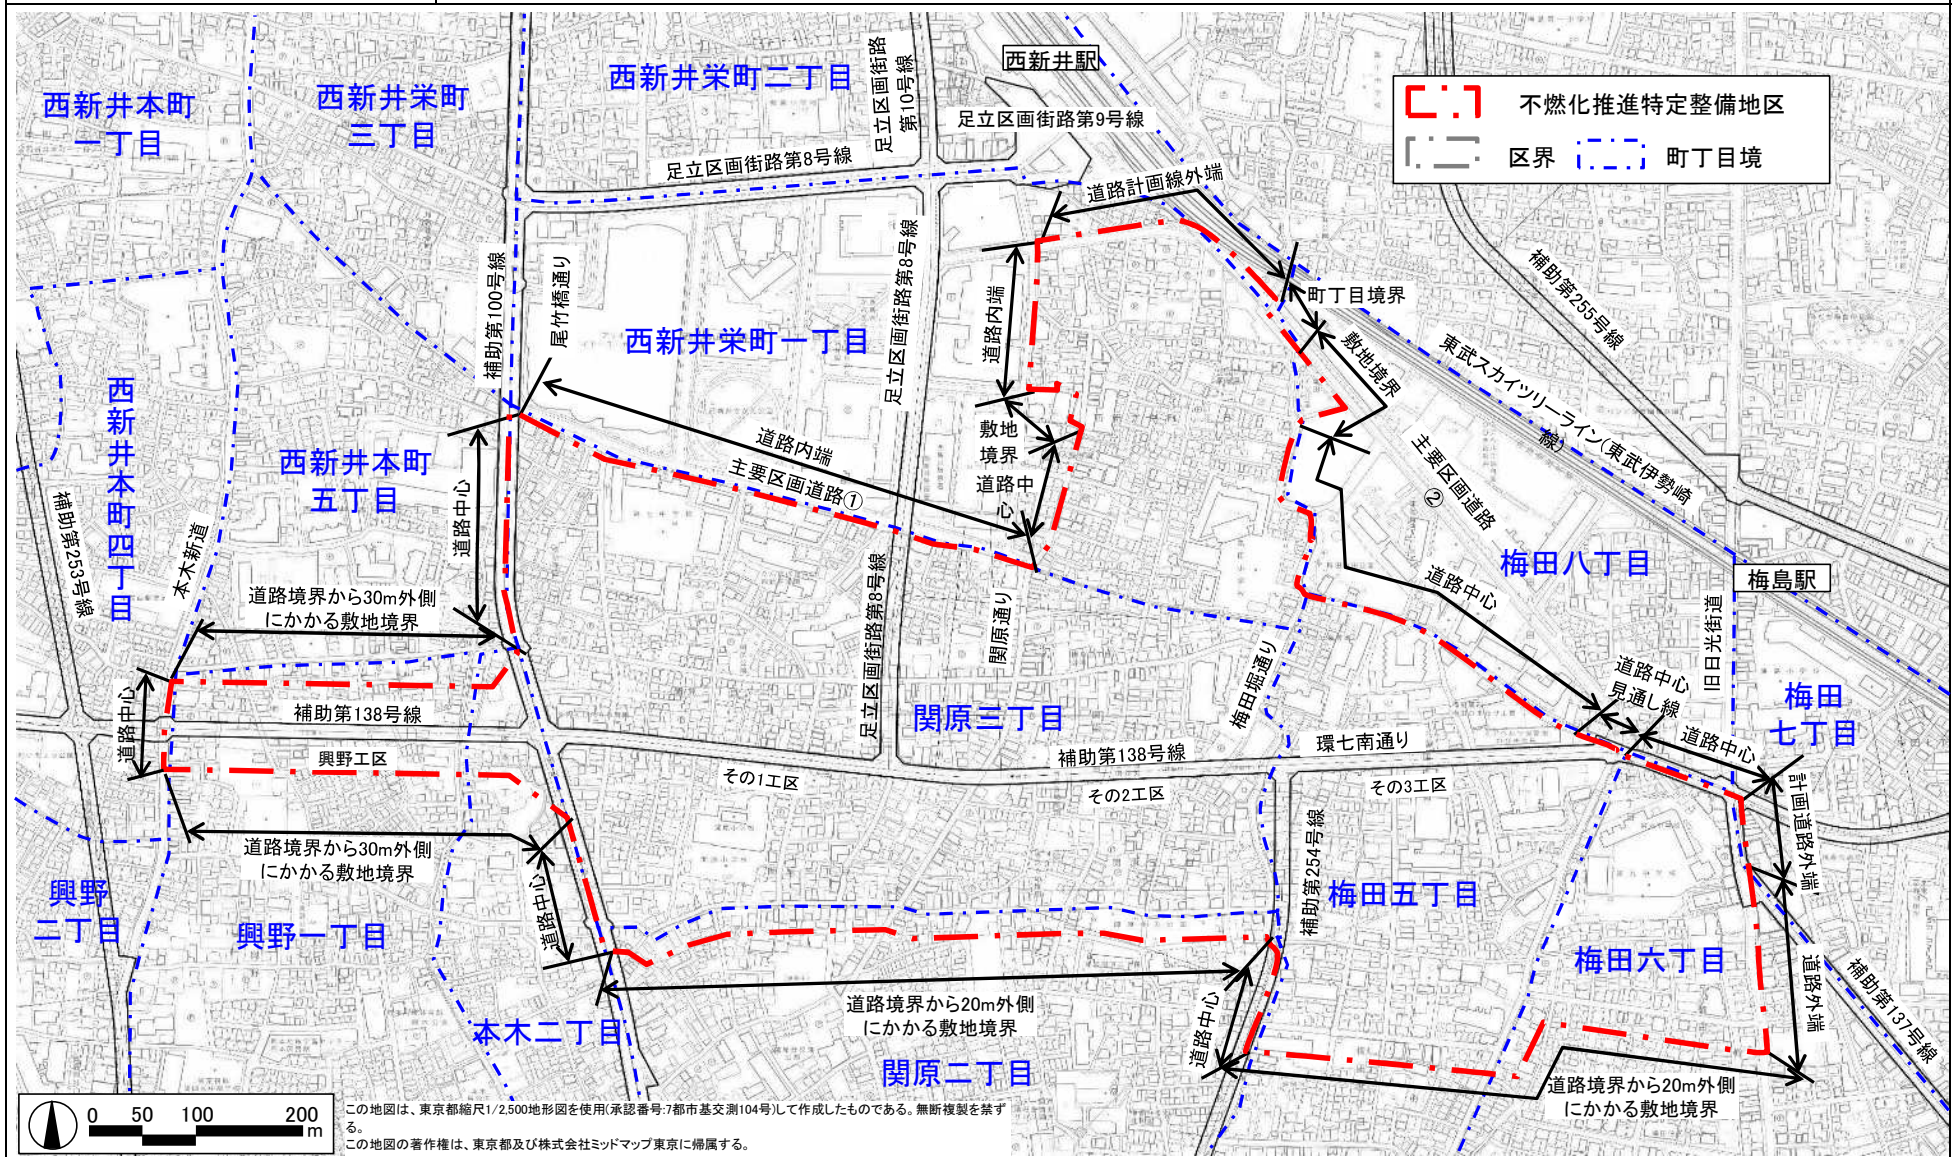 西新井駅
西新井栄町二丁目
足立区画街路
第10号線
西新井本町
一丁目
西新井栄町
三丁目
足立区画街路第9号線
不燃化推進特定整備地区
区界
町丁目境
足立区画街路第8号線
道路計画線外端
補助第100号線
尾竹橋通り
足立区画街路第8号線
補助第255号線
道路内端
町丁目境界
西新井栄町一丁目
敷地境界
東武スカイツリーライン(東武伊勢崎
線)
西新井本町四丁目
西新井本町
五丁目
道路内端
主要区画道路①
敷地
境界
道路中
心
主要区画道路
②
補助第253号線
本木新道
道路中心
梅田八丁目
道路中心
梅島駅
道路境界から30m外側
にかかる敷地境界
足立区画街路第8号線
関原通り
梅田堀通り
旧日光街道
道路中心
見通し線
道路中心
梅田
七丁目
道路中心
補助第138号線
関原三丁目
環七南通り
補助第138号線
興野工区
その1工区
その2工区
その3工区
計画道路外端
道路境界から30m外側
にかかる敷地境界
補助第254号線
興野
二丁目
興野一丁目
道路中心
梅田五丁目
梅田六丁目
道路外端
補助第137号線
道路境界から20m外側
にかかる敷地境界
本木二丁目
道路中心
関原二丁目
道路境界から20m外側
にかかる敷地境界
0 50 100 200
m
この地図は、東京都縮尺1/2,500地形図を使用(承認番号:7都市基交測104号)して作成したものである。無断複製を禁ず
る。
この地図の著作権は、東京都及び株式会社ミッドマップ東京に帰属する。